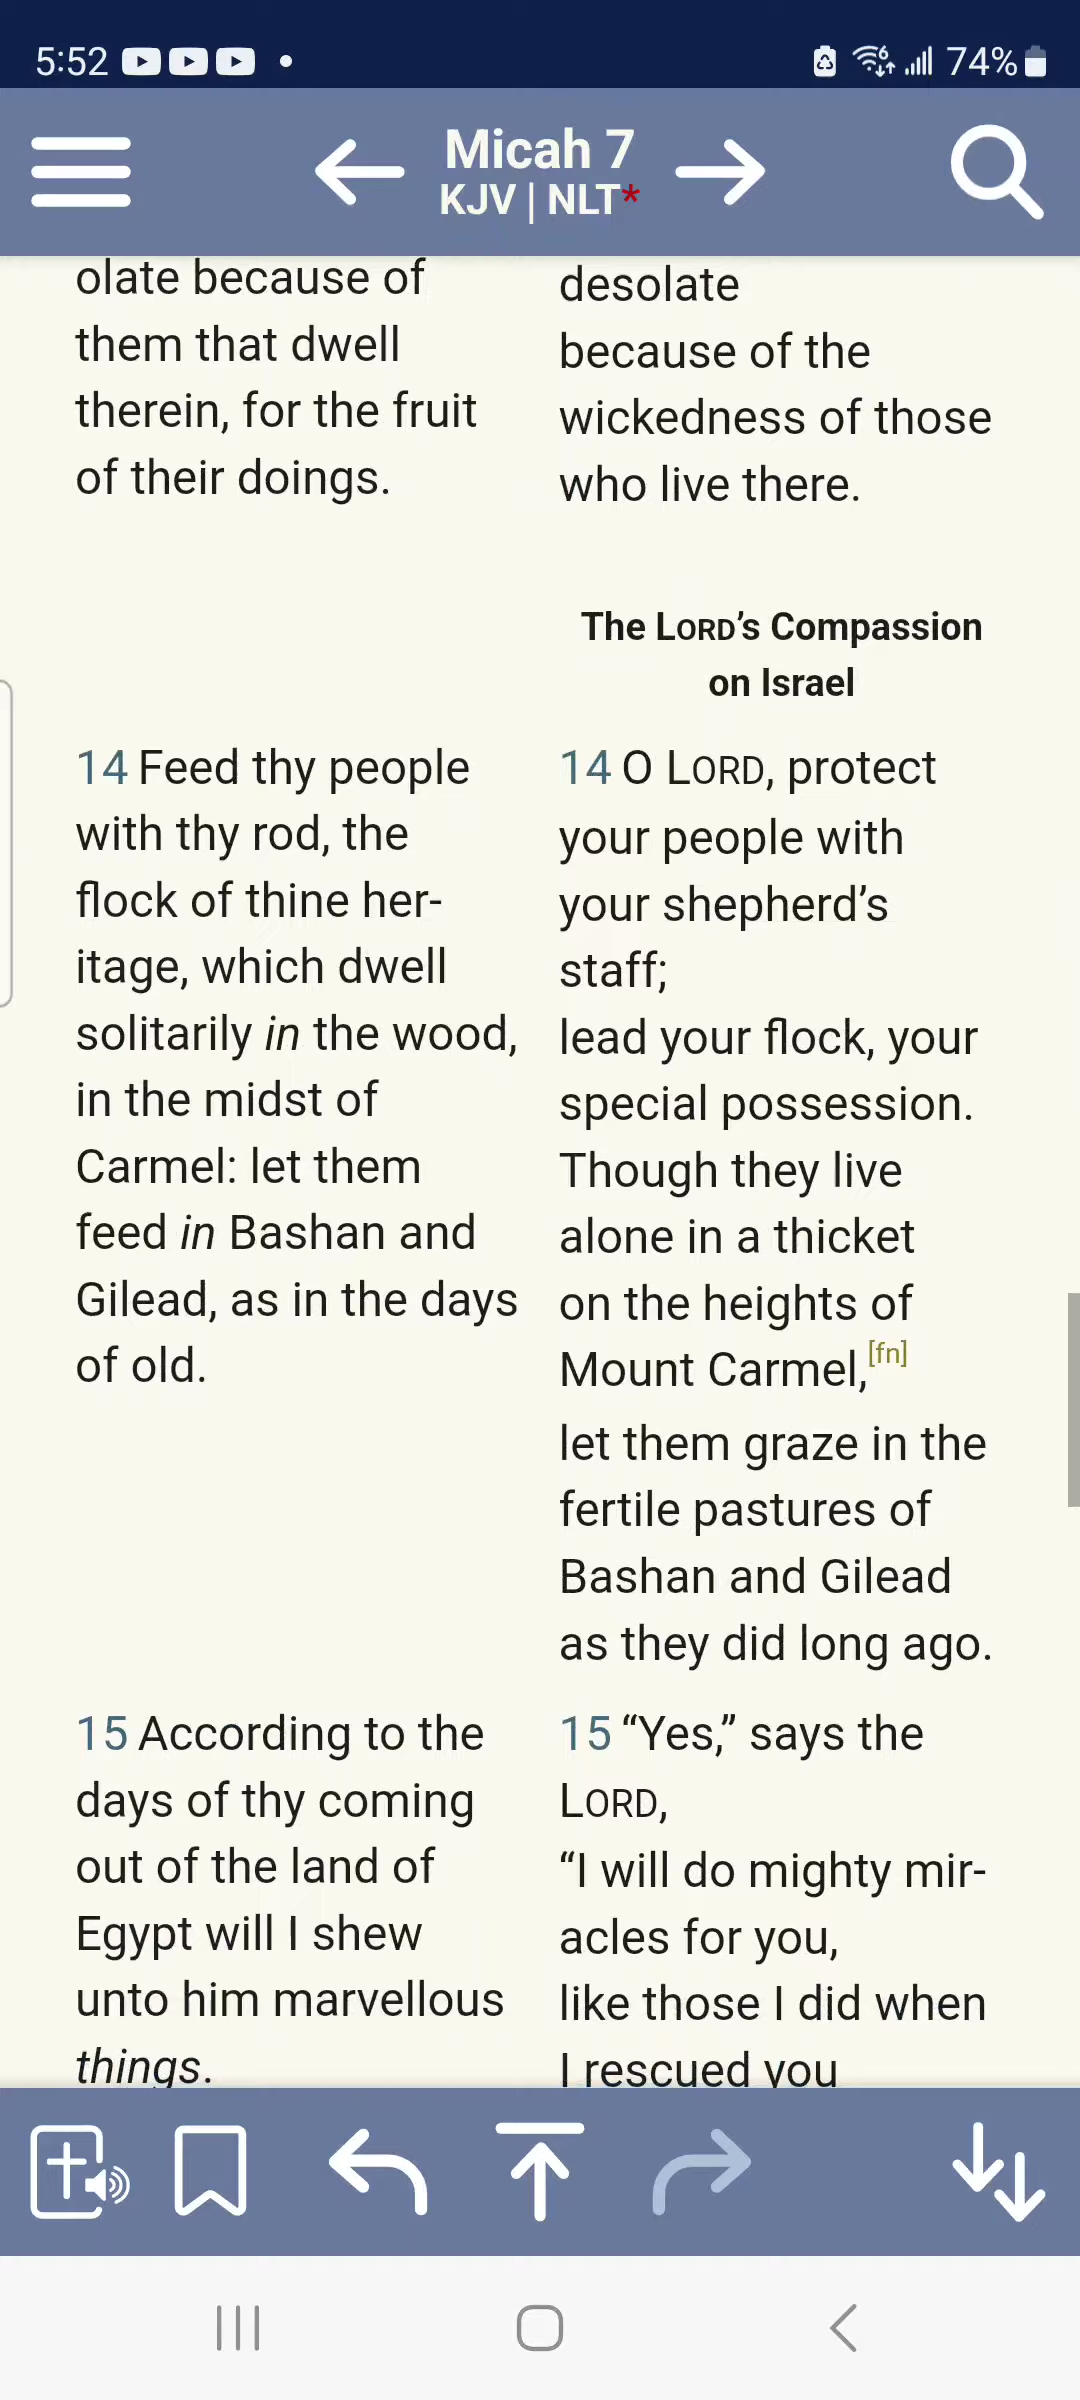 5:52
74%
Micah 7
KJV | NLT*
olate because of
them that dwell
therein, for the fruit
of their doings.
14 Feed thy people
with thy rod, the
flock of thine her-
itage, which dwell
solitarily in the wood,
in the midst of
Carmel: let them
feed in Bashan and
Gilead, as in the days
of old.
15 According to the
days of thy coming
out of the land of
Egypt will I shew
unto him marvellous
things.
desolate
because of the
wickedness of those
who live there.
The LORD’s Compassion
on Israel
14 O LORD, protect
your people with
your shepherd’s
staff;
lead your flock, your
special possession.
Though they live
alone in a thicket
on the heights of
Mount Carmel,[fn]
let them graze in the
fertile pastures of
Bashan and Gilead
as they did long ago.
15 “Yes,” says the
LORD,
“I will do mighty mir-
acles for you,
like those I did when
I rescued you